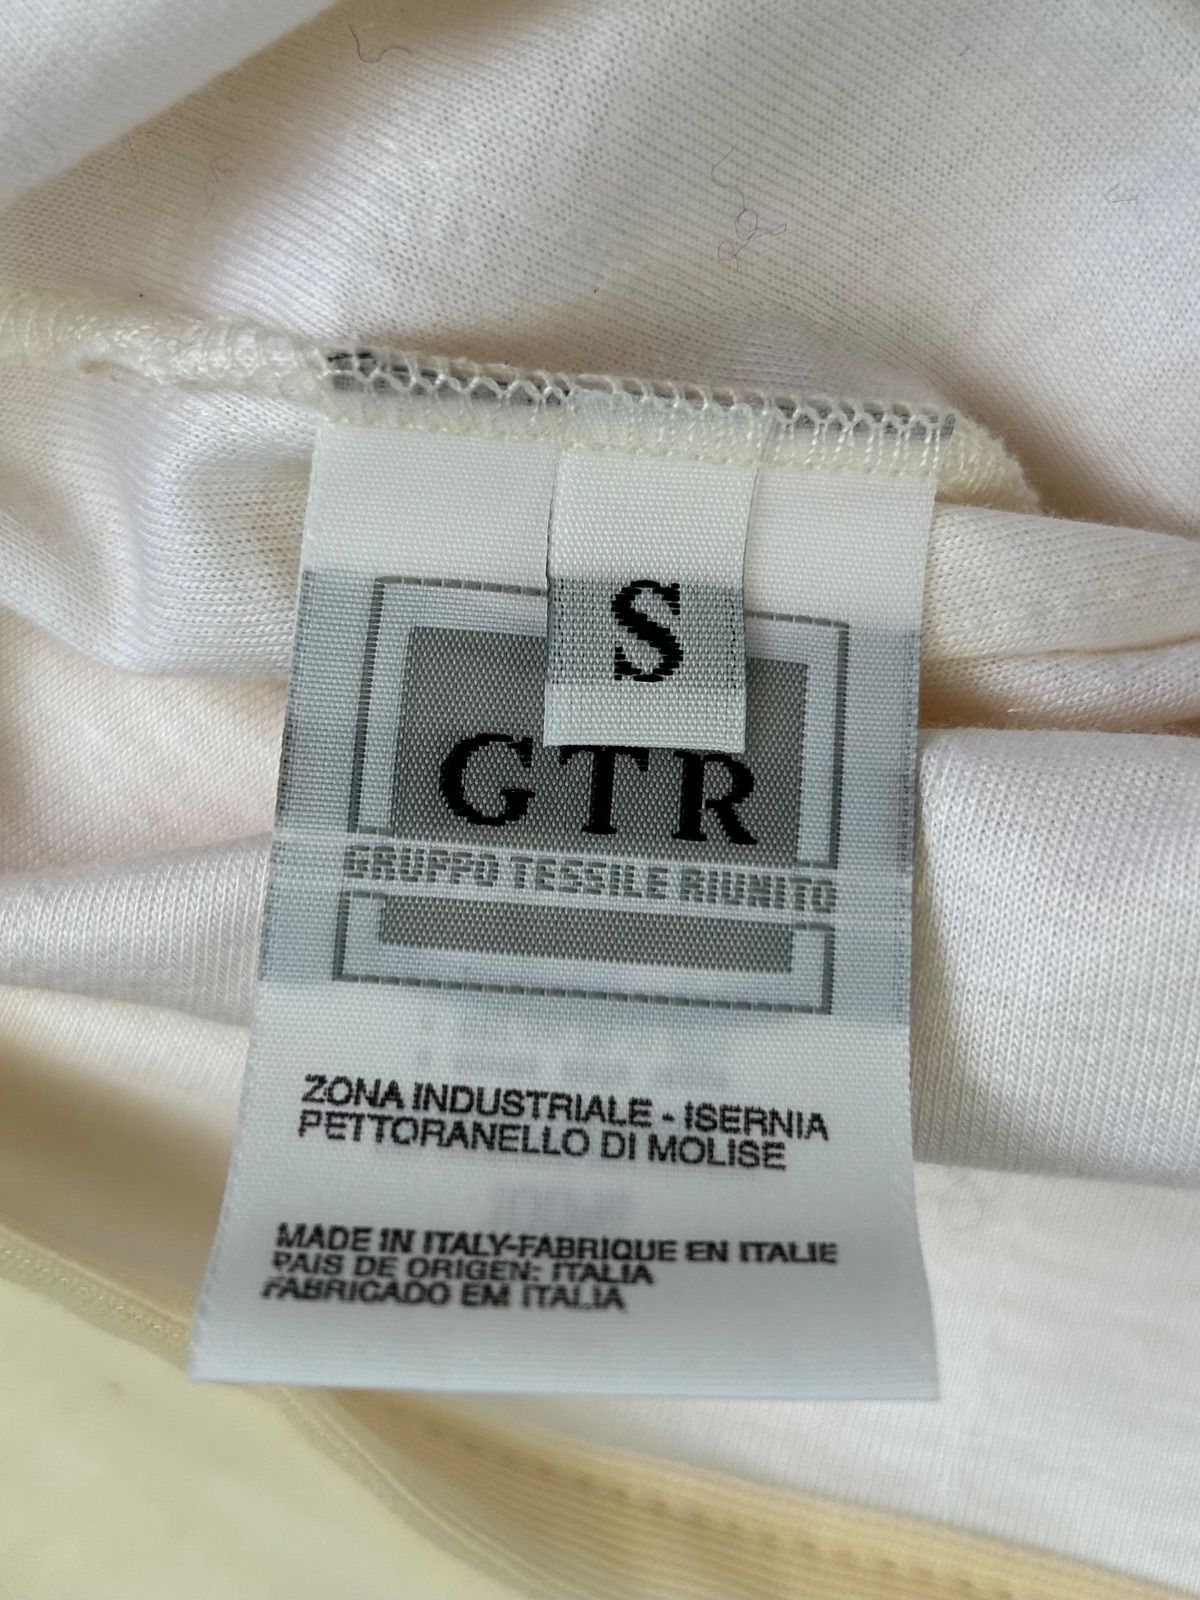 S
GTR
GRUPPO TESSILE RIUNITO
ZONA INDUSTRIALE - ISERNIA
PETTORANELLO DI MOLISE
MADE IN ITALY-FABRIQUE EN ITALIE
PAIS DE ORIGEN: ITALIA
FABRICADO EM ITALIA